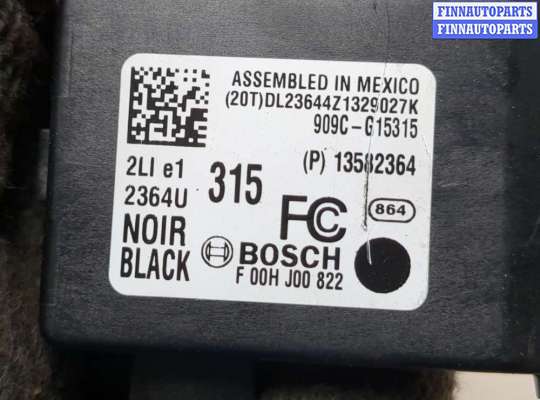 FINNAUTOPARTS
FINNAUTOPARTS
ASSEMBLED IN MEXICO
(20T)DL23644Z1329027K
909C-G15315
2LI e1
315
(P) 13582364
2364U
FC
864
NOIR
BLACK
BOSCH
F 00H J00 822